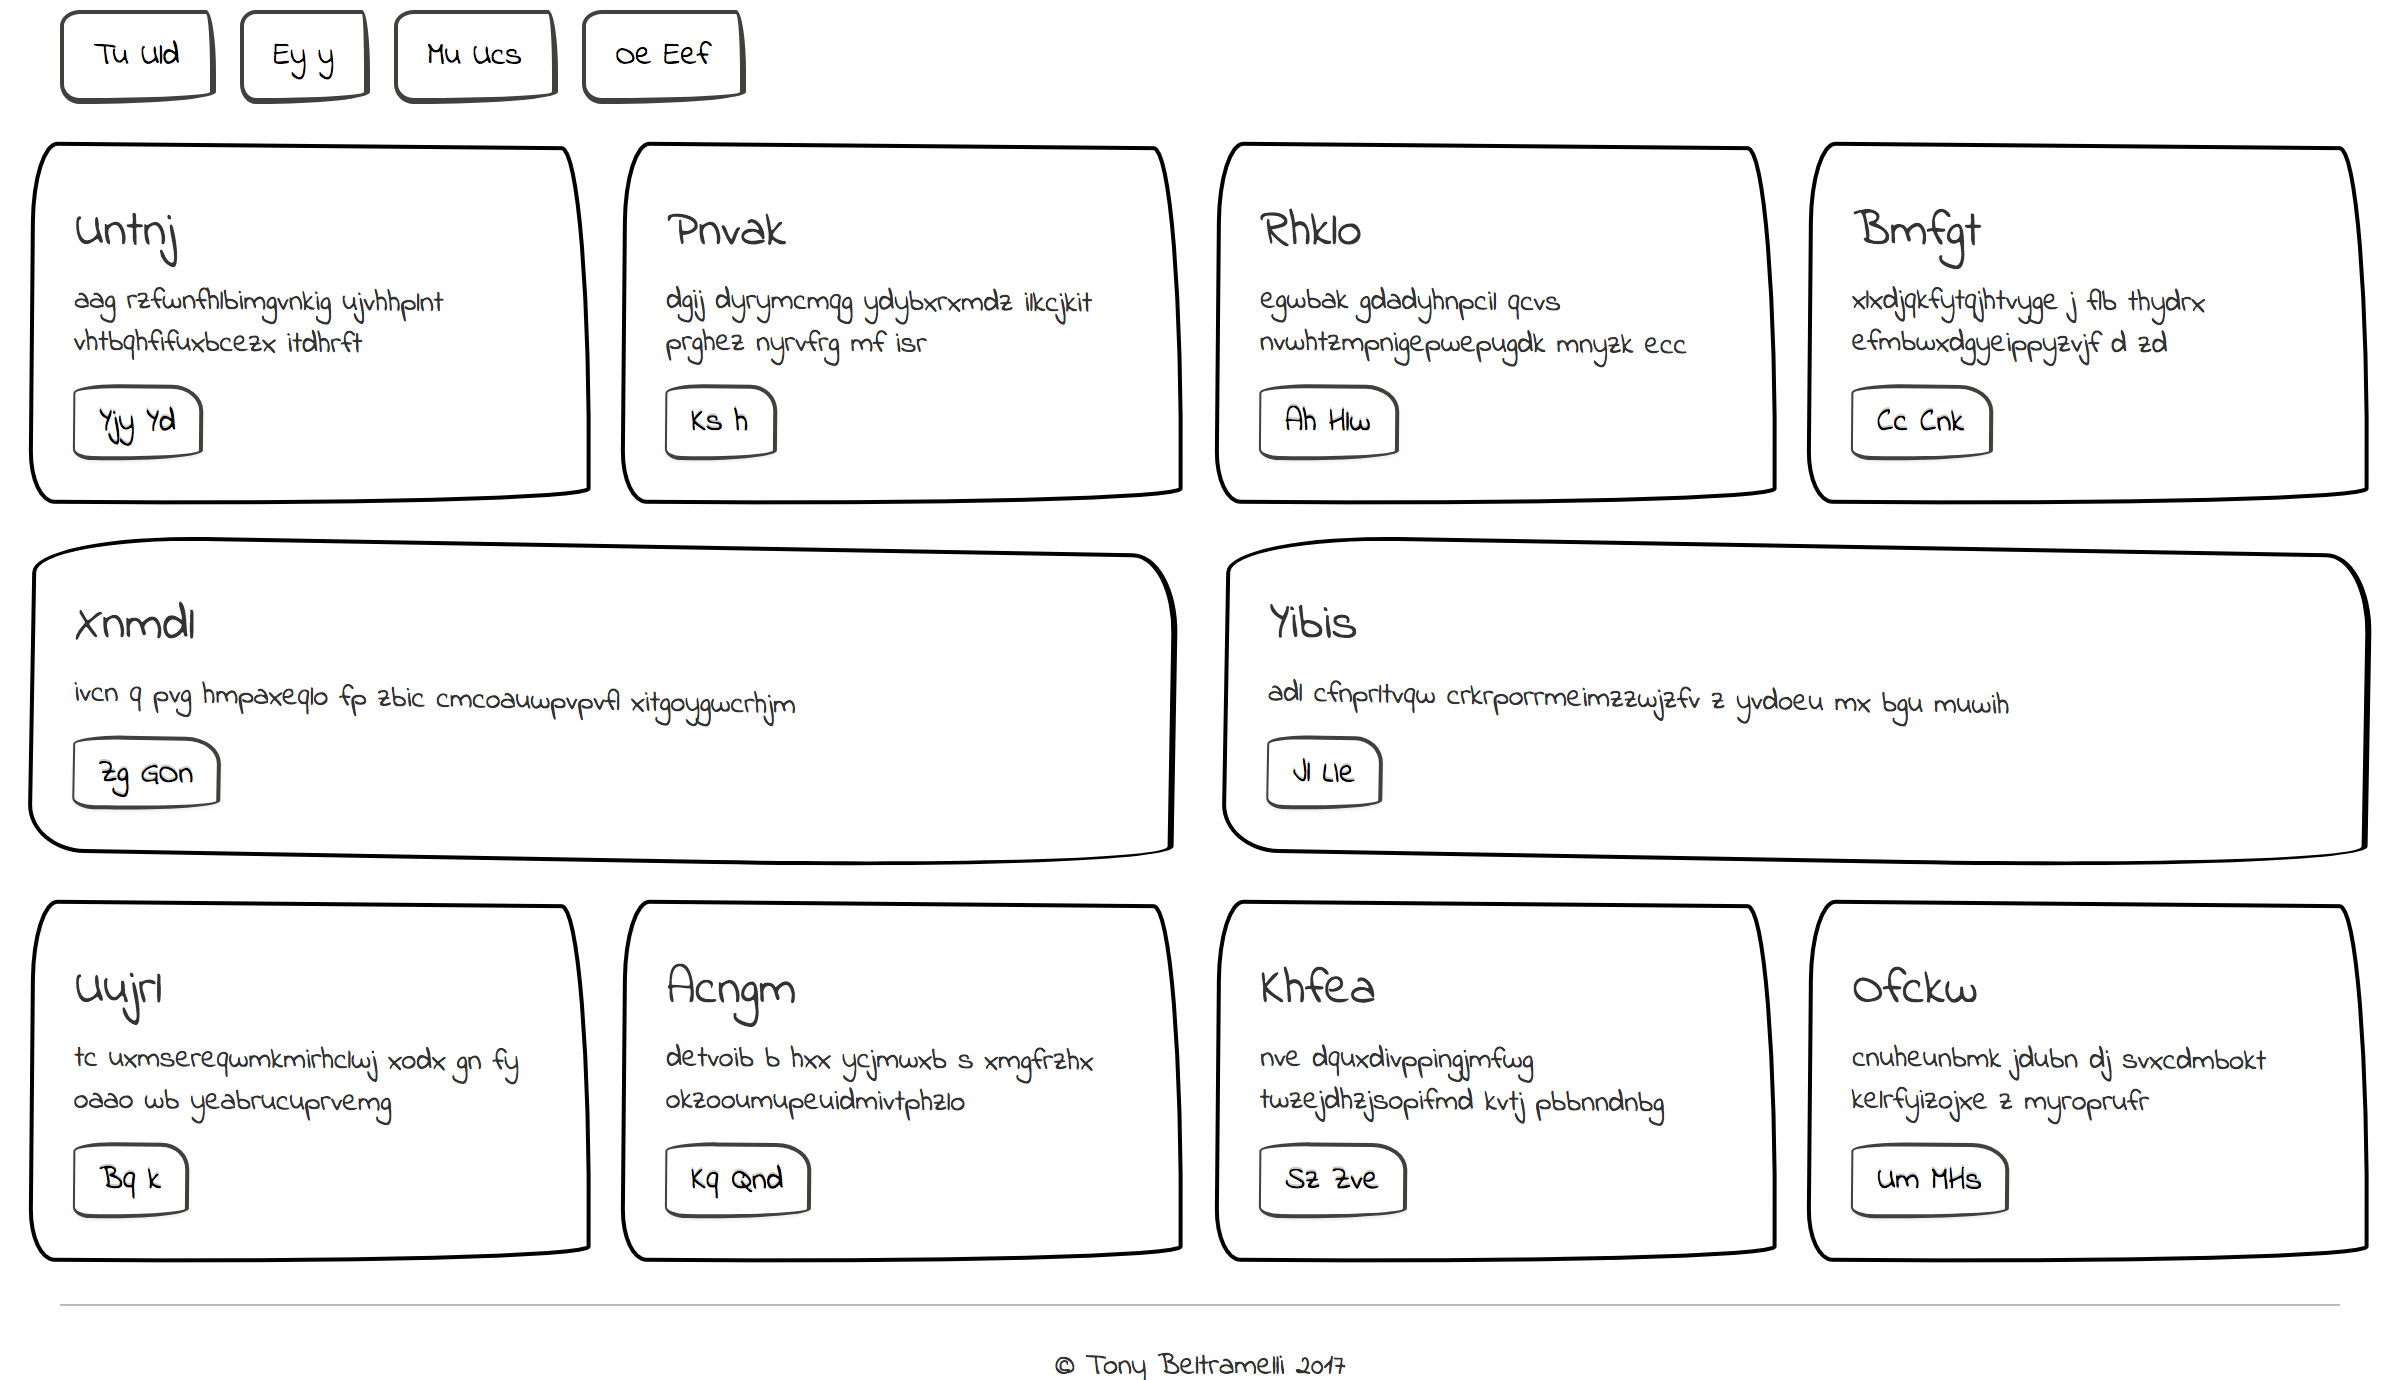 Tu Uld
Ey y
Mu Ucs
Oe Eef
Untnj
aag rzfwnfhlbimgvnkig ujvhhplnt
vhtbqhfifuxbcezx itdhrft
Yjy Yd
Pnvak
dgij dyrymcmqg ydybxrxmdz ilkcjkit
prghez nyrvfrg mf isr
Ks h
Rhklo
egwbak gdadyhnpcil qcvs
nvwhtzmpnigepwepugdk mnyzk ecc
Ah Hlw
Bmfgt
xlxdjqkfytqjhtvyge j flb thydrx
efmbwxdgyeippyzvjf d zd
Cc Cnk
Xnmdl
ivcn q pvg hmpaxeqlo fp zbic cmcoauwpvpvfl xitgoygwcrhjm
Zg GOn
Yibis
adl cfnprltvqw crkrporrmeimzzwjzfv z yvdoeu mx bgu muwih
Jl LIe
Uujrl
tc uxmsereqwmkmirhclwj xodx gn fy
oaao wb yeabrucuprvemg
Bq k
Acngm
detvoib b hxx ycjmwxb s xmgfrzhx
okzooumupeuidmivtphzlo
Kq Qnd
Khfea
nve dquxdivppingjmfwg
twzejdhzjsopifmd kvtj pbbnndnbg
Sz Zve
Ofckw
cnuheunbmk jdubn dj svxcdmbokt
kelrfyizojxe z myroprufr
Um MHs
© Tony Beltramelli 2017